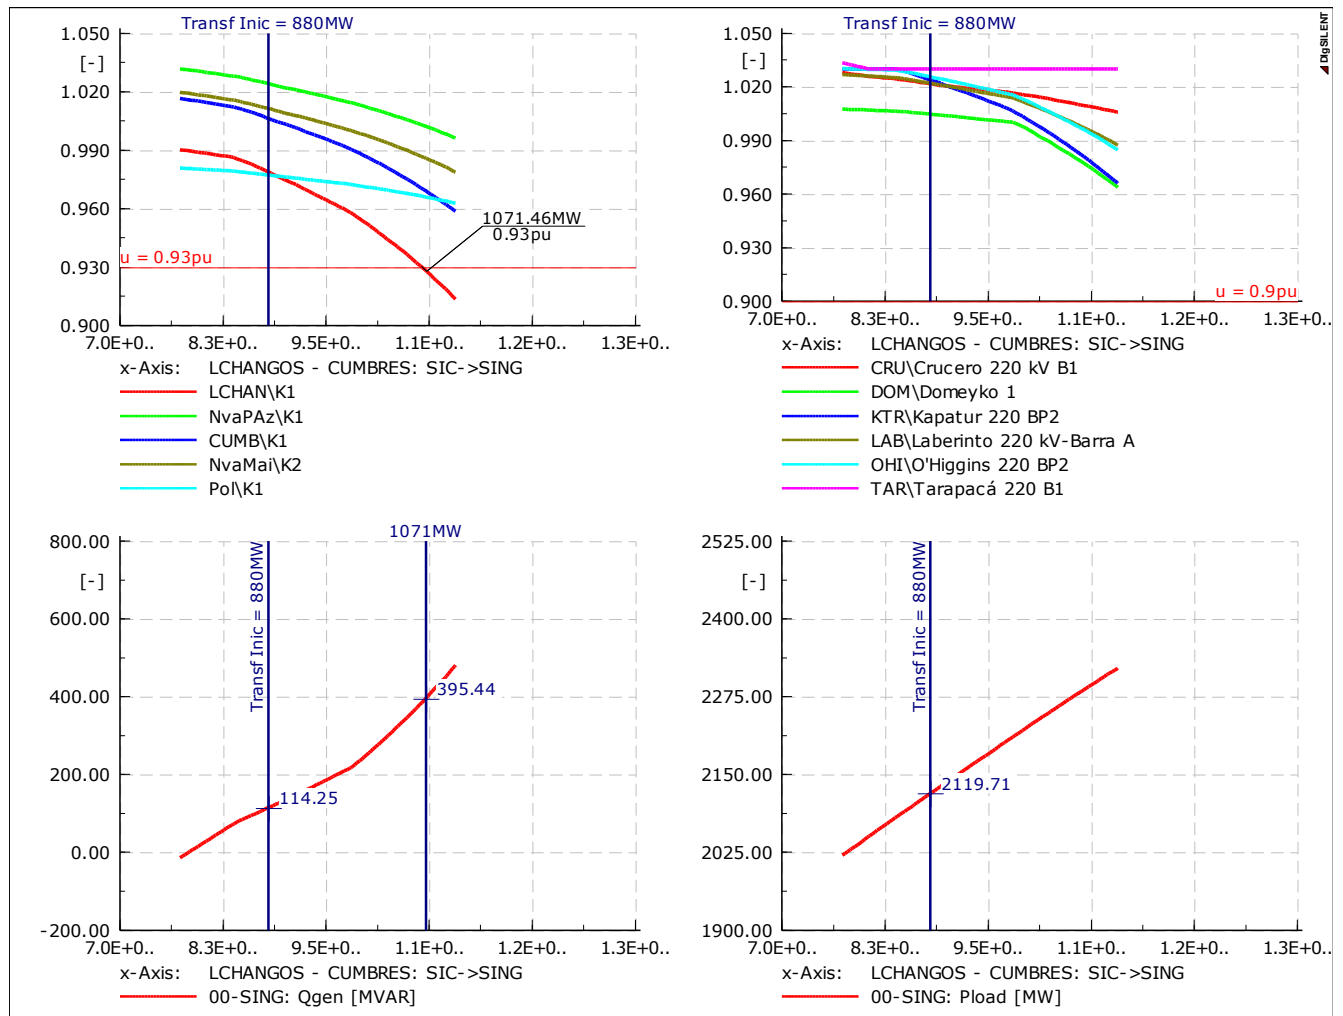 Transf Inic = 880MW
1.050
[-]
1.020
0.990
0.960
0.930
0.900
u = 0.93pu
1071.46MW
0.93pu
7.0E+0.. 8.3E+0.. 9.5E+0.. 1.1E+0.. 1.2E+0.. 1.3E+0..
x-Axis: LCHANGOS - CUMBRES: SIC->SING
LCHAN\K1
NvaPAz\K1
CUMB\K1
NvaMai\K2
Pol\K1
Transf Inic = 880MW
DIgSILENT
1.050
[-]
1.020
0.990
0.960
0.930
0.900
u = 0.9pu
7.0E+0.. 8.3E+0.. 9.5E+0.. 1.1E+0.. 1.2E+0.. 1.3E+0..
x-Axis: LCHANGOS - CUMBRES: SIC->SING
CRU\Crucero 220 kV B1
DOM\Domeyko 1
KTR\Kapatur 220 BP2
LAB\Laberinto 220 kV-Barra A
OHI\O'Higgins 220 BP2
TAR\Tarapacá 220 B1
1071MW
800.00
[-]
600.00
400.00
200.00
0.00
-200.00
Transf Inic = 880MW
395.44
114.25
7.0E+0.. 8.3E+0.. 9.5E+0.. 1.1E+0.. 1.2E+0.. 1.3E+0..
x-Axis: LCHANGOS - CUMBRES: SIC->SING
00-SING: Qgen [MVAR]
2525.00
[-]
2400.00
2275.00
2150.00
2025.00
1900.00
Transf Inic = 880MW
2119.71
7.0E+0.. 8.3E+0.. 9.5E+0.. 1.1E+0.. 1.2E+0.. 1.3E+0..
x-Axis: LCHANGOS - CUMBRES: SIC->SING
00-SING: Pload [MW]